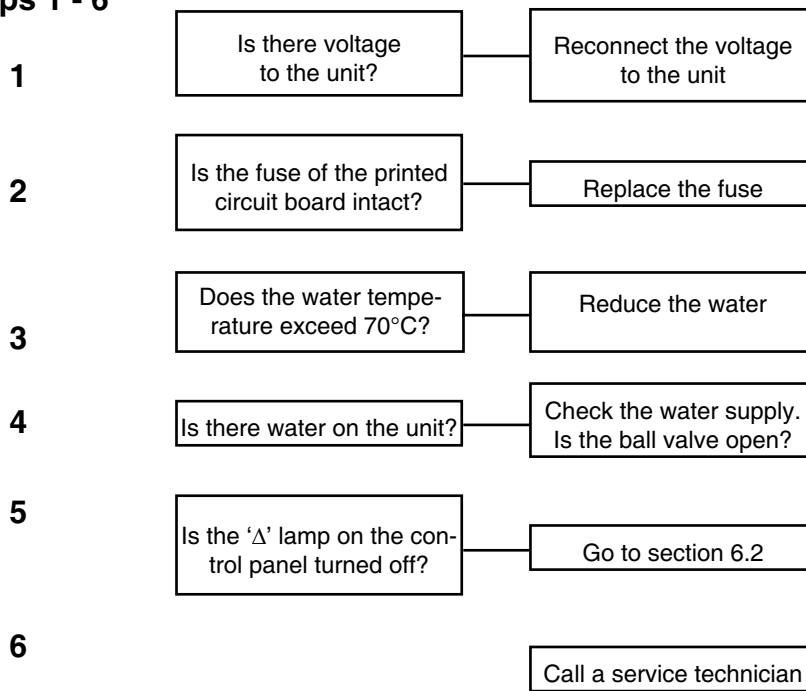 ps 1 - 6
1
Is there voltage
to the unit?
Reconnect the voltage
to the unit
2
Is the fuse of the printed
circuit board intact?
Replace the fuse
3
Does the water tempe-
rature exceed 70°C?
Reduce the water
4
Is there water on the unit?
Check the water supply.
Is the ball valve open?
5
Is the ‘Δ’ lamp on the con-
trol panel turned off?
Go to section 6.2
6
Call a service technician